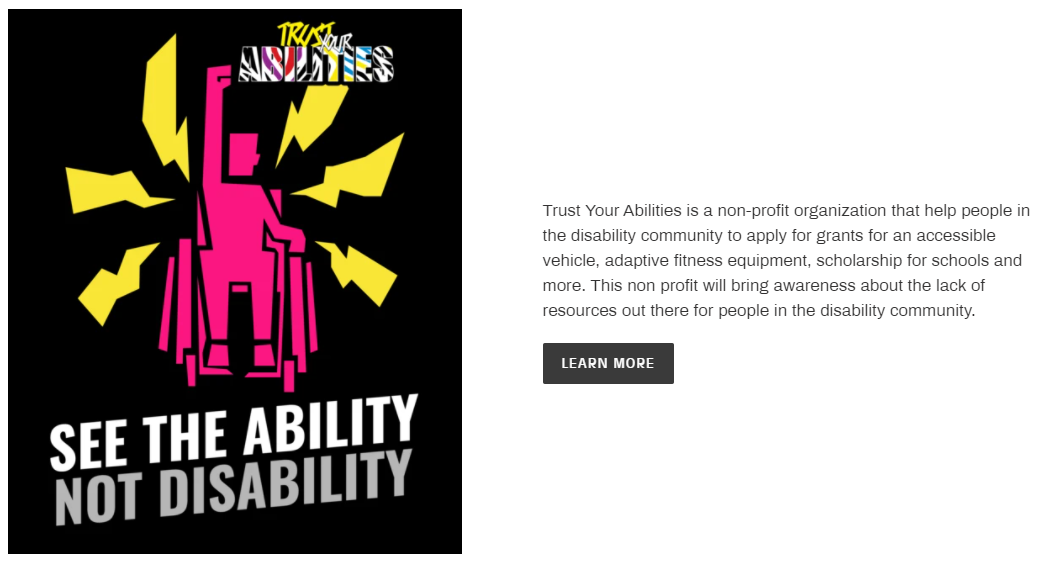 TRUST
YOUR
ABILITIES
SEE THE ABILITY
NOT DISABILITY
Trust Your Abilities is a non-profit organization that help people in
the disability community to apply for grants for an accessible
vehicle, adaptive fitness equipment, scholarship for schools and
more. This non profit will bring awareness about the lack of
resources out there for people in the disability community.
LEARN MORE